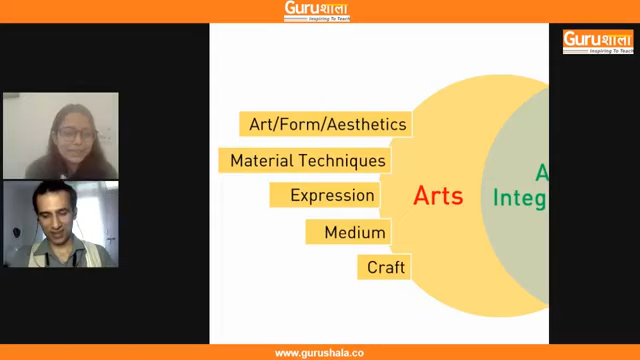 Guruशाला
Inspiring To Teach
Guruशाला
Inspiring To Teach
Art/Form/Aesthetics
Material Techniques
Expression
Medium
Craft
Arts
A
Integ
www.gurushala.co